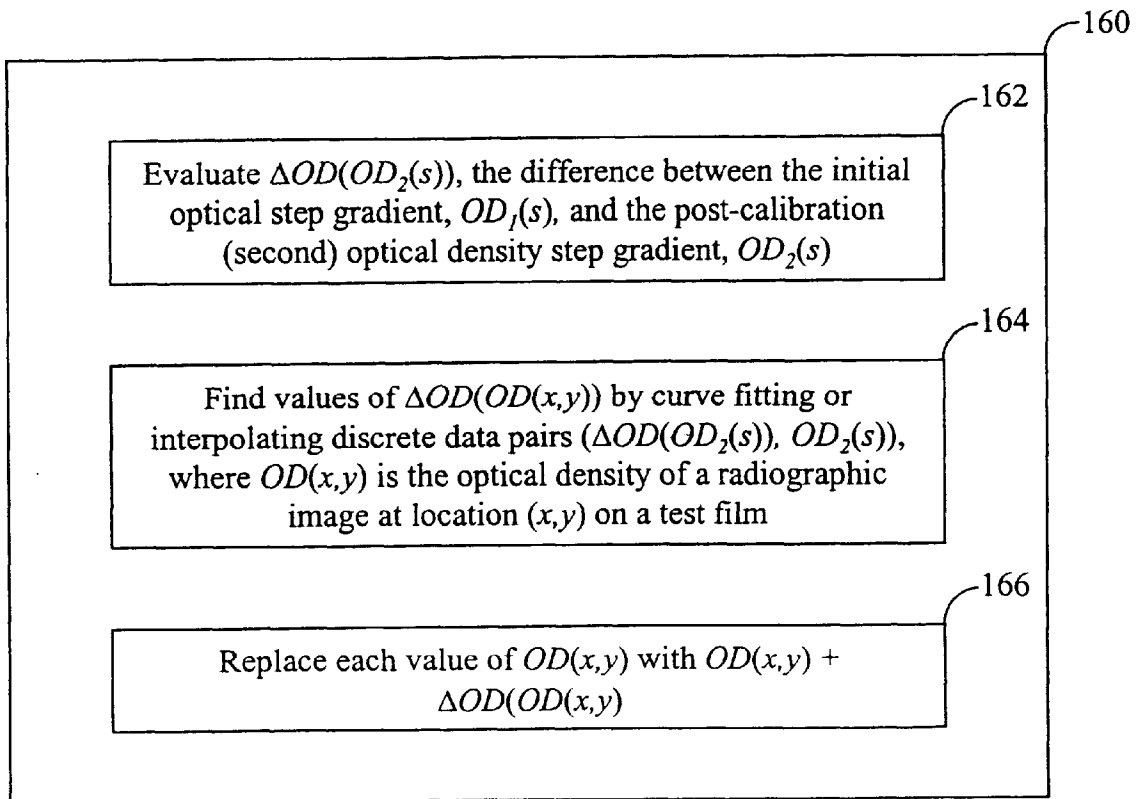 160
162
Evaluate ΔOD(OD₂(s)), the difference between the initial
optical step gradient, OD₁(s), and the post-calibration
(second) optical density step gradient, OD₂(s)
164
Find values of ΔOD(OD(x,y)) by curve fitting or
interpolating discrete data pairs (ΔOD(OD₂(s)), OD₂(s)),
where OD(x,y) is the optical density of a radiographic
image at location (x,y) on a test film
166
Replace each value of OD(x,y) with OD(x,y) +
ΔOD(OD(x,y)